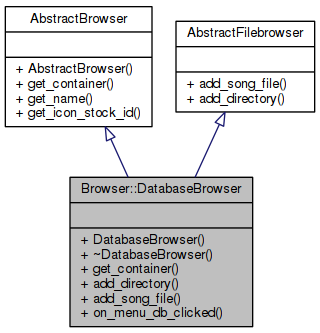 AbstractBrowser
+ AbstractBrowser()
+ get_container()
+ get_name()
+ get_icon_stock_id()
AbstractFilebrowser
+ add_song_file()
+ add_directory()
Browser::DatabaseBrowser
+ DatabaseBrowser()
+ ~DatabaseBrowser()
+ get_container()
+ add_directory()
+ add_song_file()
+ on_menu_db_clicked()